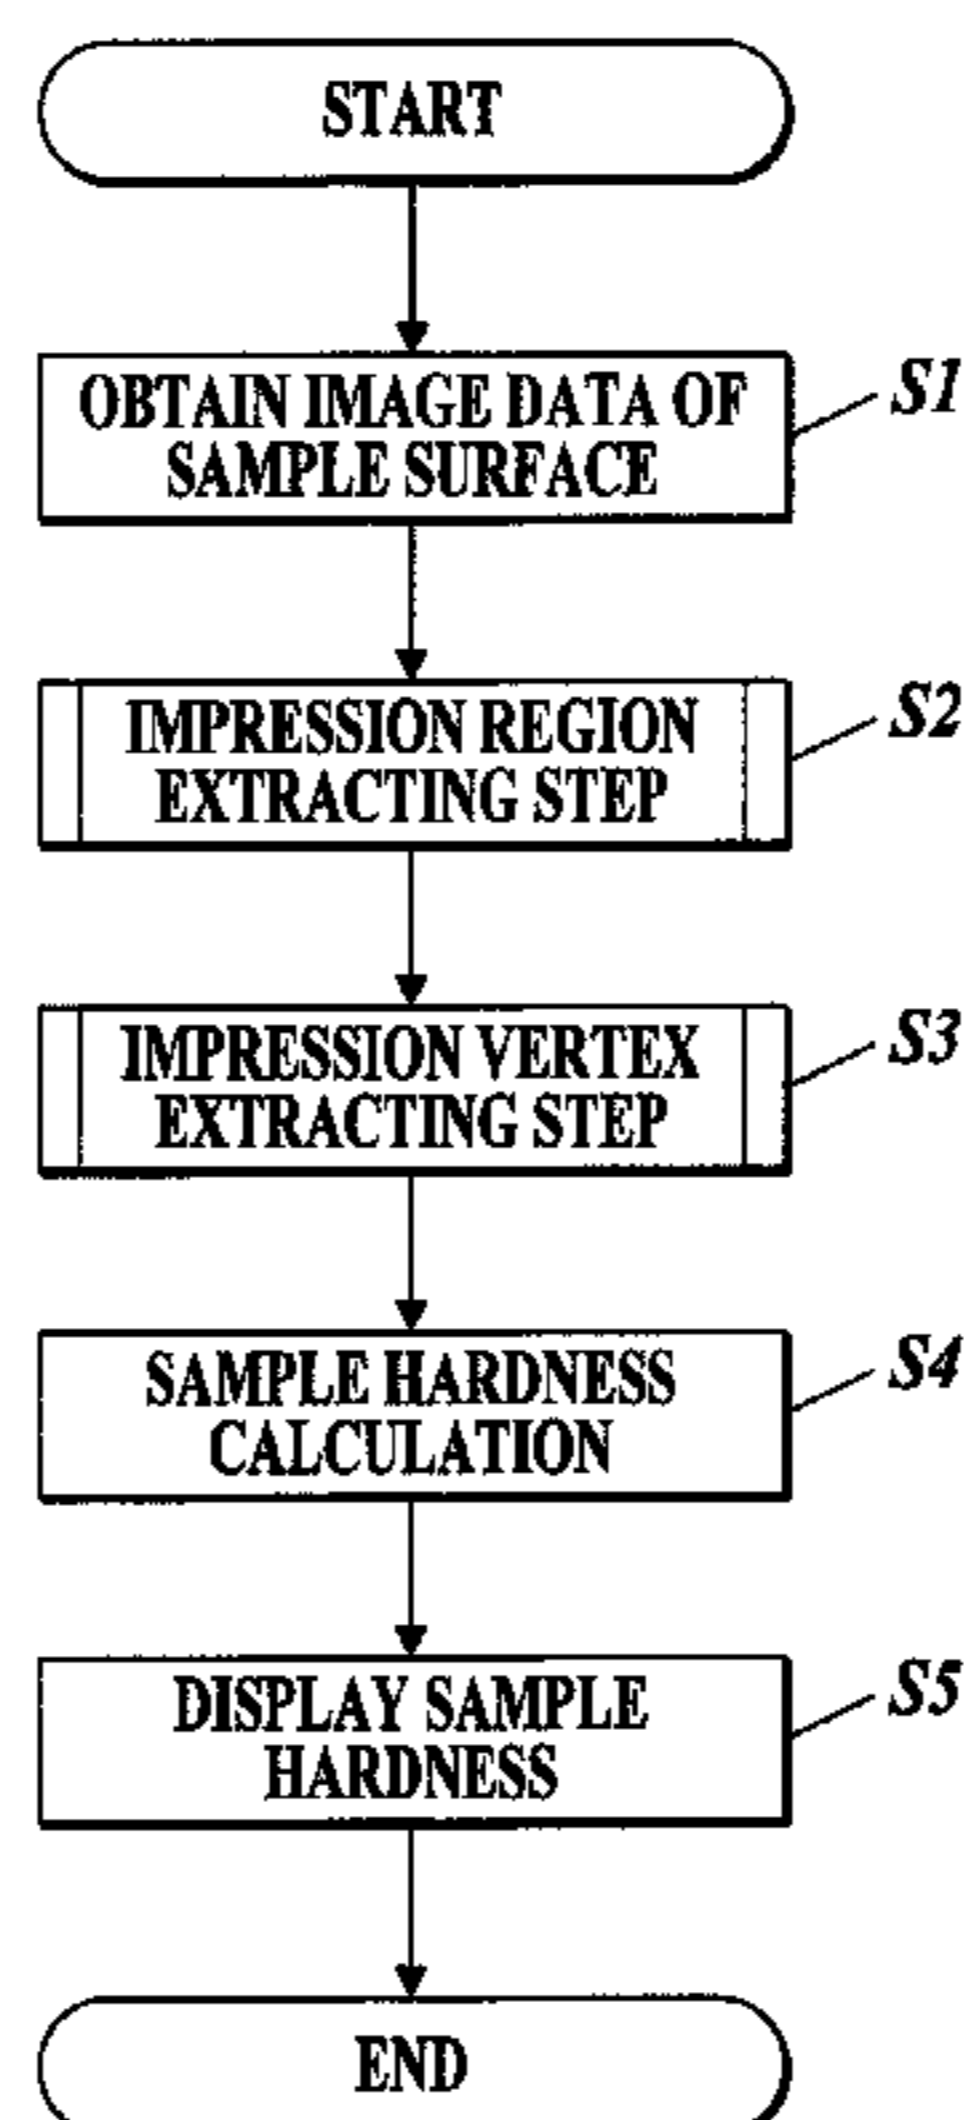 START
OBTAIN IMAGE DATA OF
SAMPLE SURFACE
S1
IMPRESSION REGION
EXTRACTING STEP
S2
IMPRESSION VERTEX
EXTRACTING STEP
S3
SAMPLE HARDNESS
CALCULATION
S4
DISPLAY SAMPLE
HARDNESS
S5
END